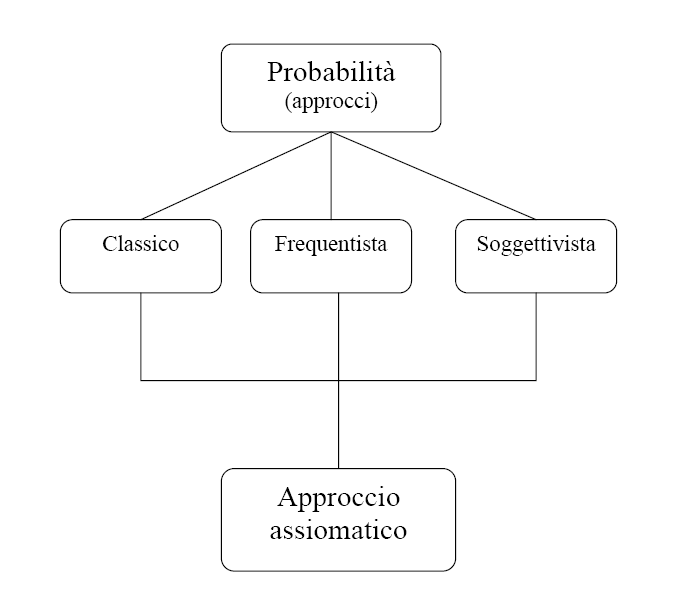 Probabilità
(approcci)
Classico
Frequentista
Soggettivista
Approccio
assiomatico